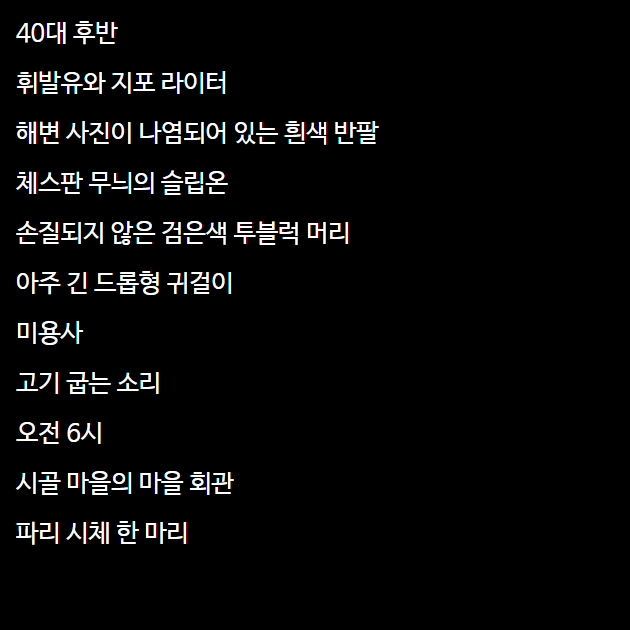 40대 후반
휘발유와 지포 라이터
해변 사진이 나염되어 있는 흰색 반팔
체스판 무늬의 슬립온
손질되지 않은 검은색 투블럭 머리
아주 긴 드롭형 귀걸이
미용사
고기 굽는 소리
오전 6시
시골 마을의 마을 회관
파리 시체 한 마리